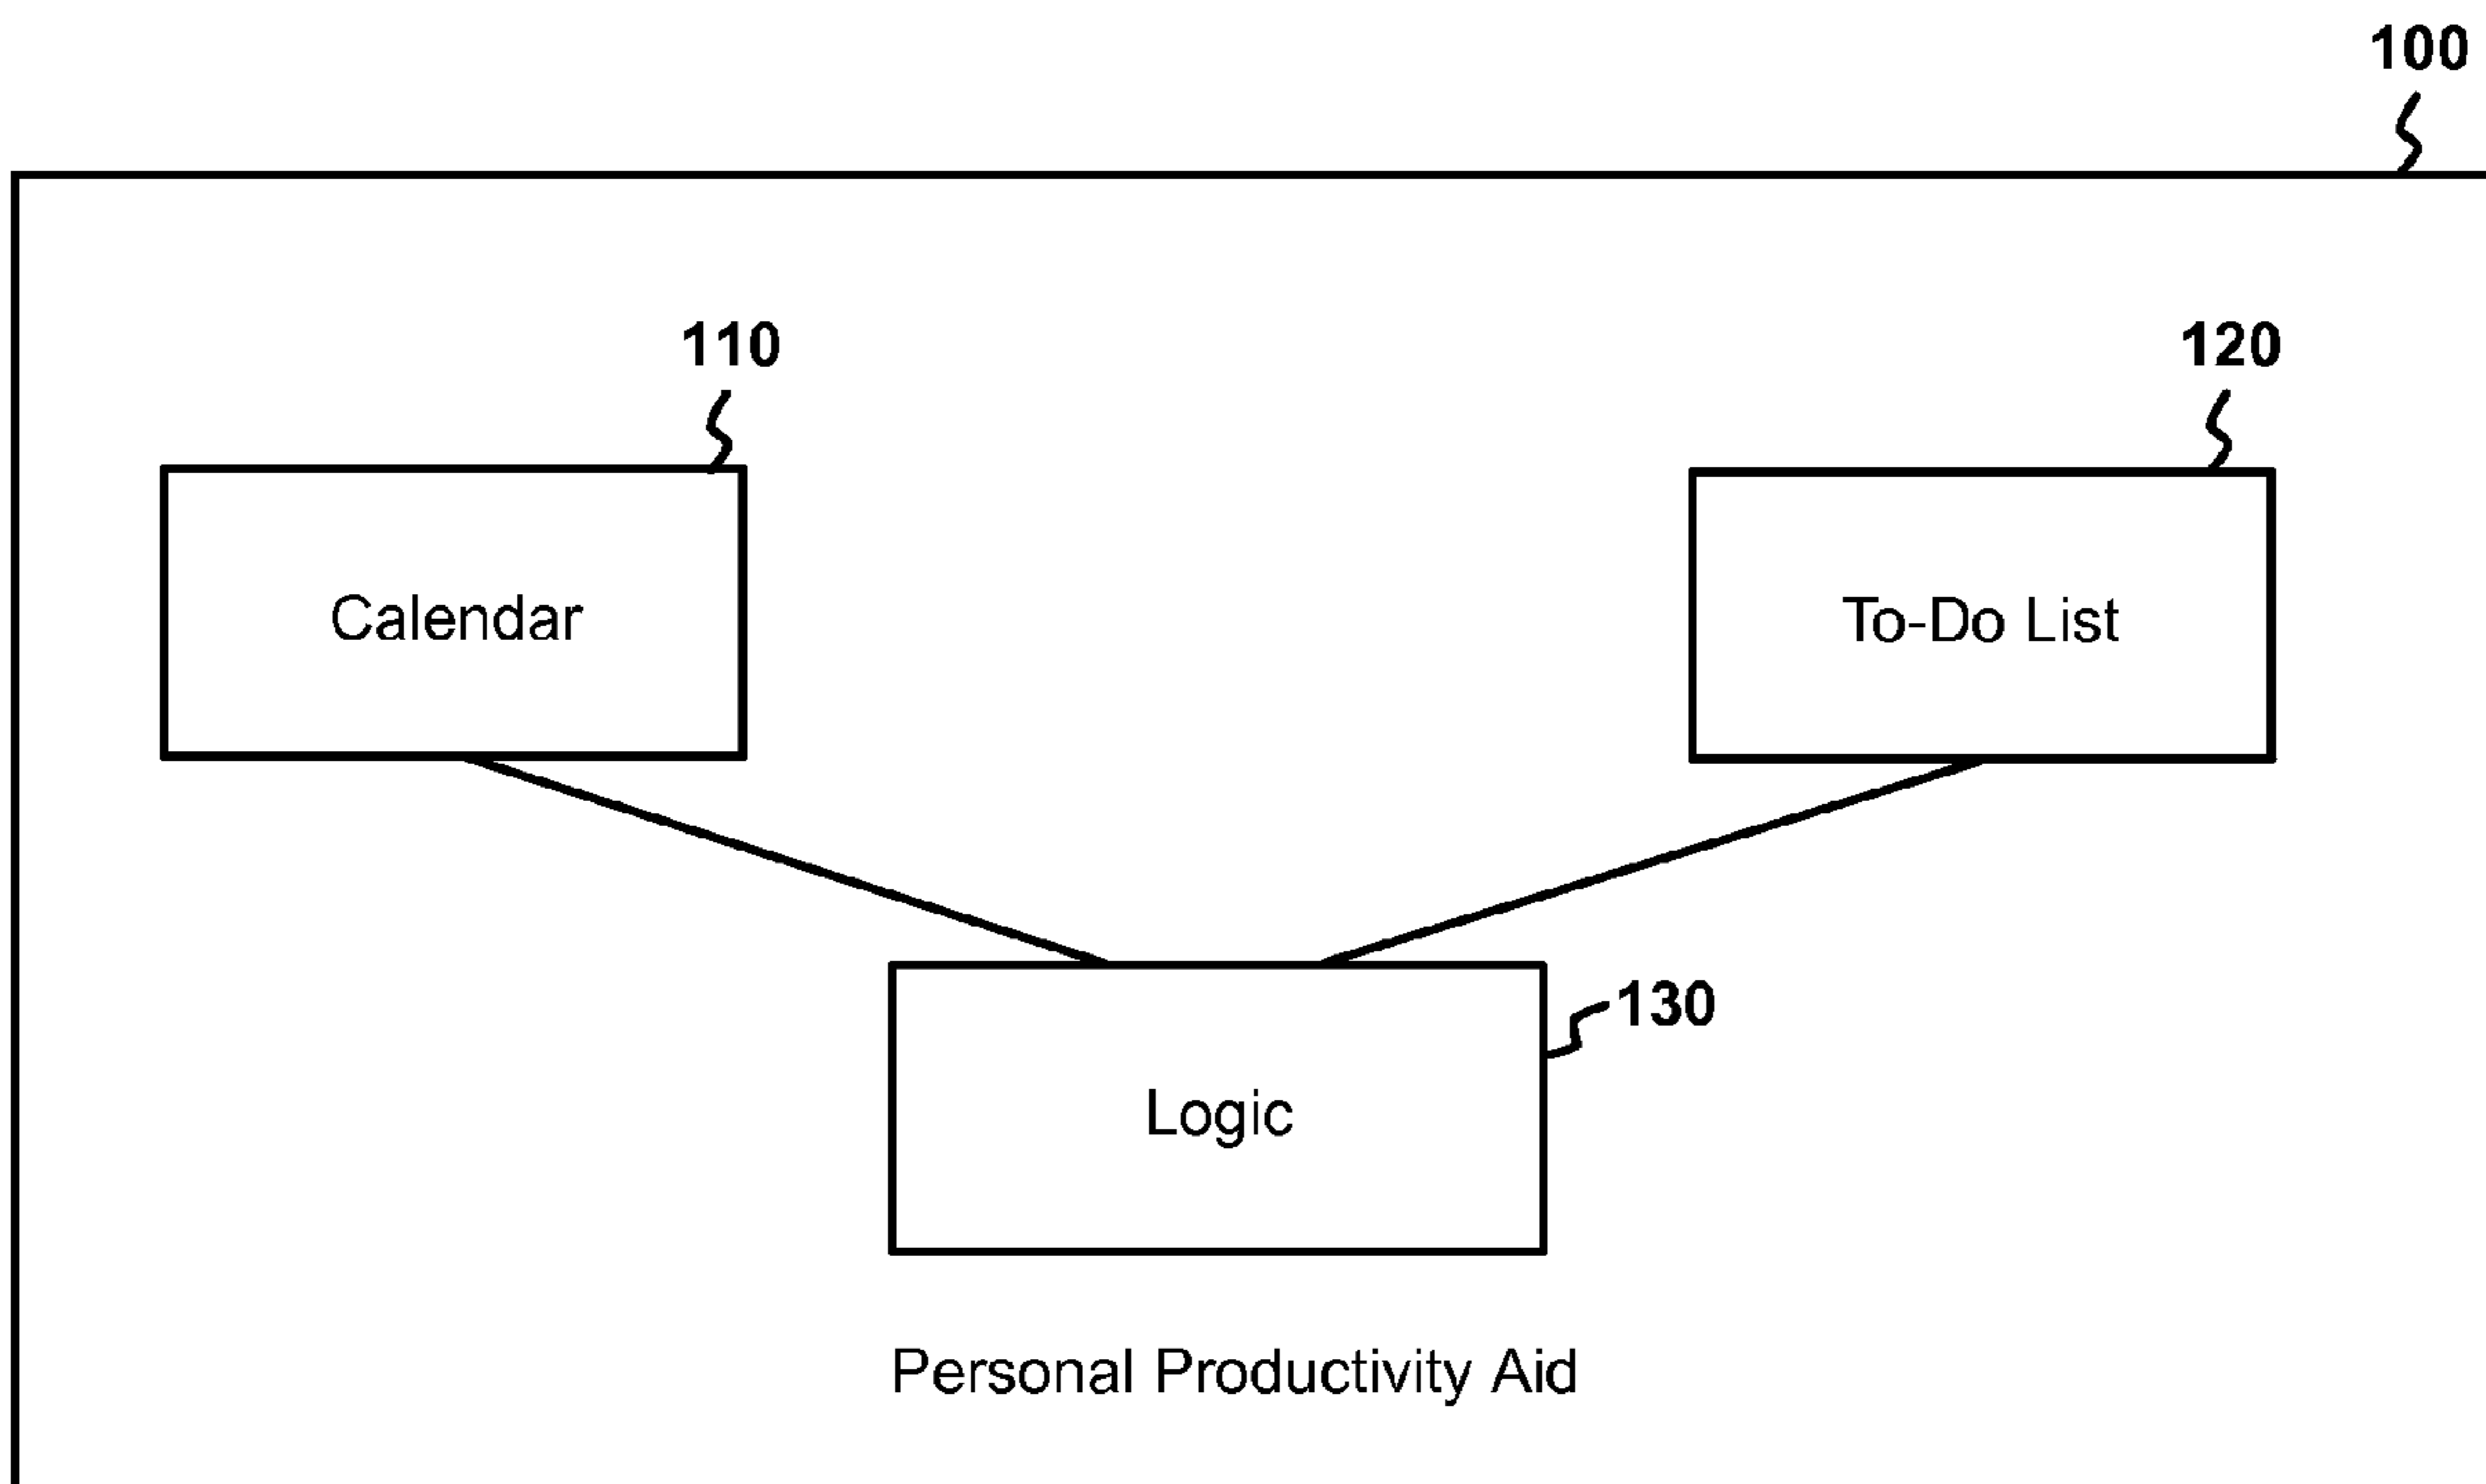 100
110
120
Calendar
To-Do List
130
Logic
Personal Productivity Aid